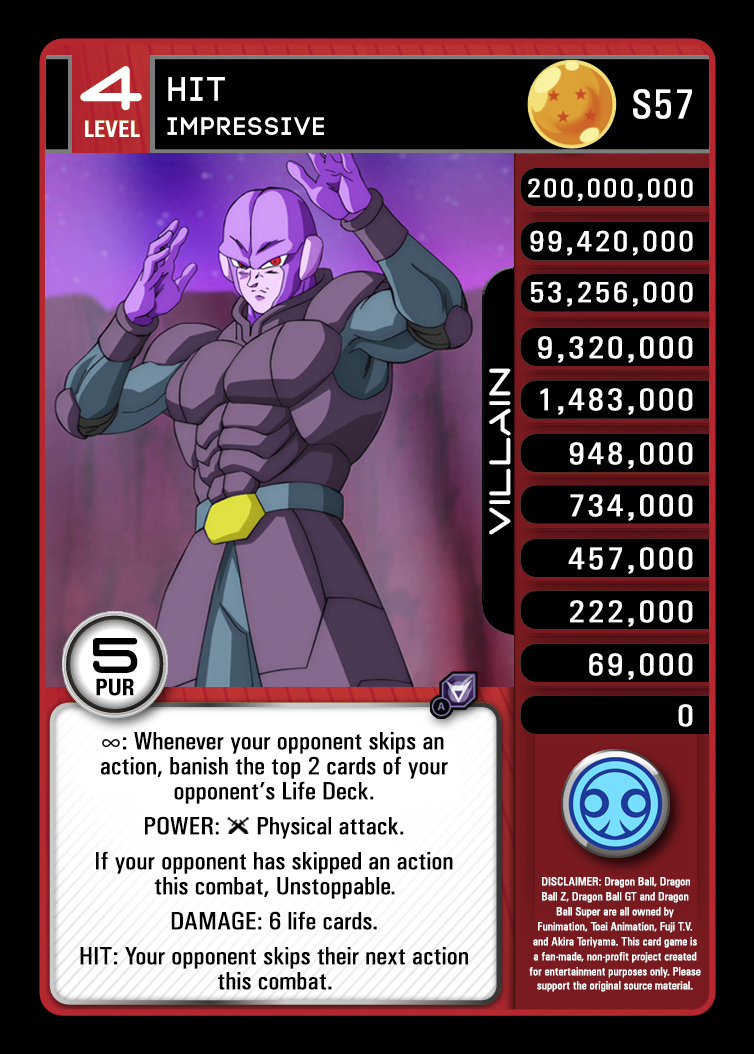 4
LEVEL
HIT
IMPRESSIVE
S57
200,000,000
99,420,000
53,256,000
9,320,000
1,483,000
948,000
734,000
457,000
222,000
69,000
0
VILLAIN
5
PUR
A
∞: Whenever your opponent skips an
action, banish the top 2 cards of your
opponent's Life Deck.
POWER: Physical attack.
If your opponent has skipped an action
this combat, Unstoppable.
DAMAGE: 6 life cards.
HIT: Your opponent skips their next action
this combat.
DISCLAIMER: Dragon Ball, Dragon
Ball Z, Dragon Ball GT and Dragon
Ball Super are all owned by
Funimation, Toei Animation, Fuji T.V.
and Akira Toriyama. This card game is
a fan-made, non-profit project created
for entertainment purposes only. Please
support the original source material.